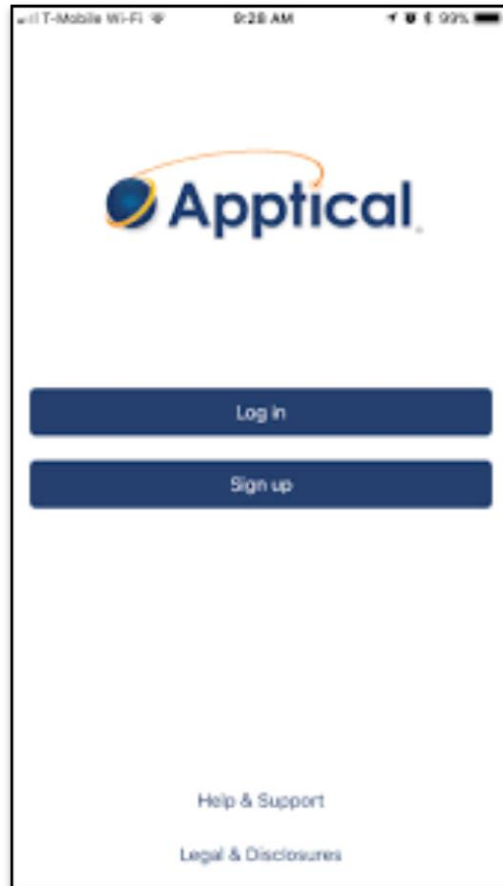 T-Mobile Wi-Fi 9:28 AM 99%
Apptical
Log in
Sign up
Help & Support
Legal & Disclosures